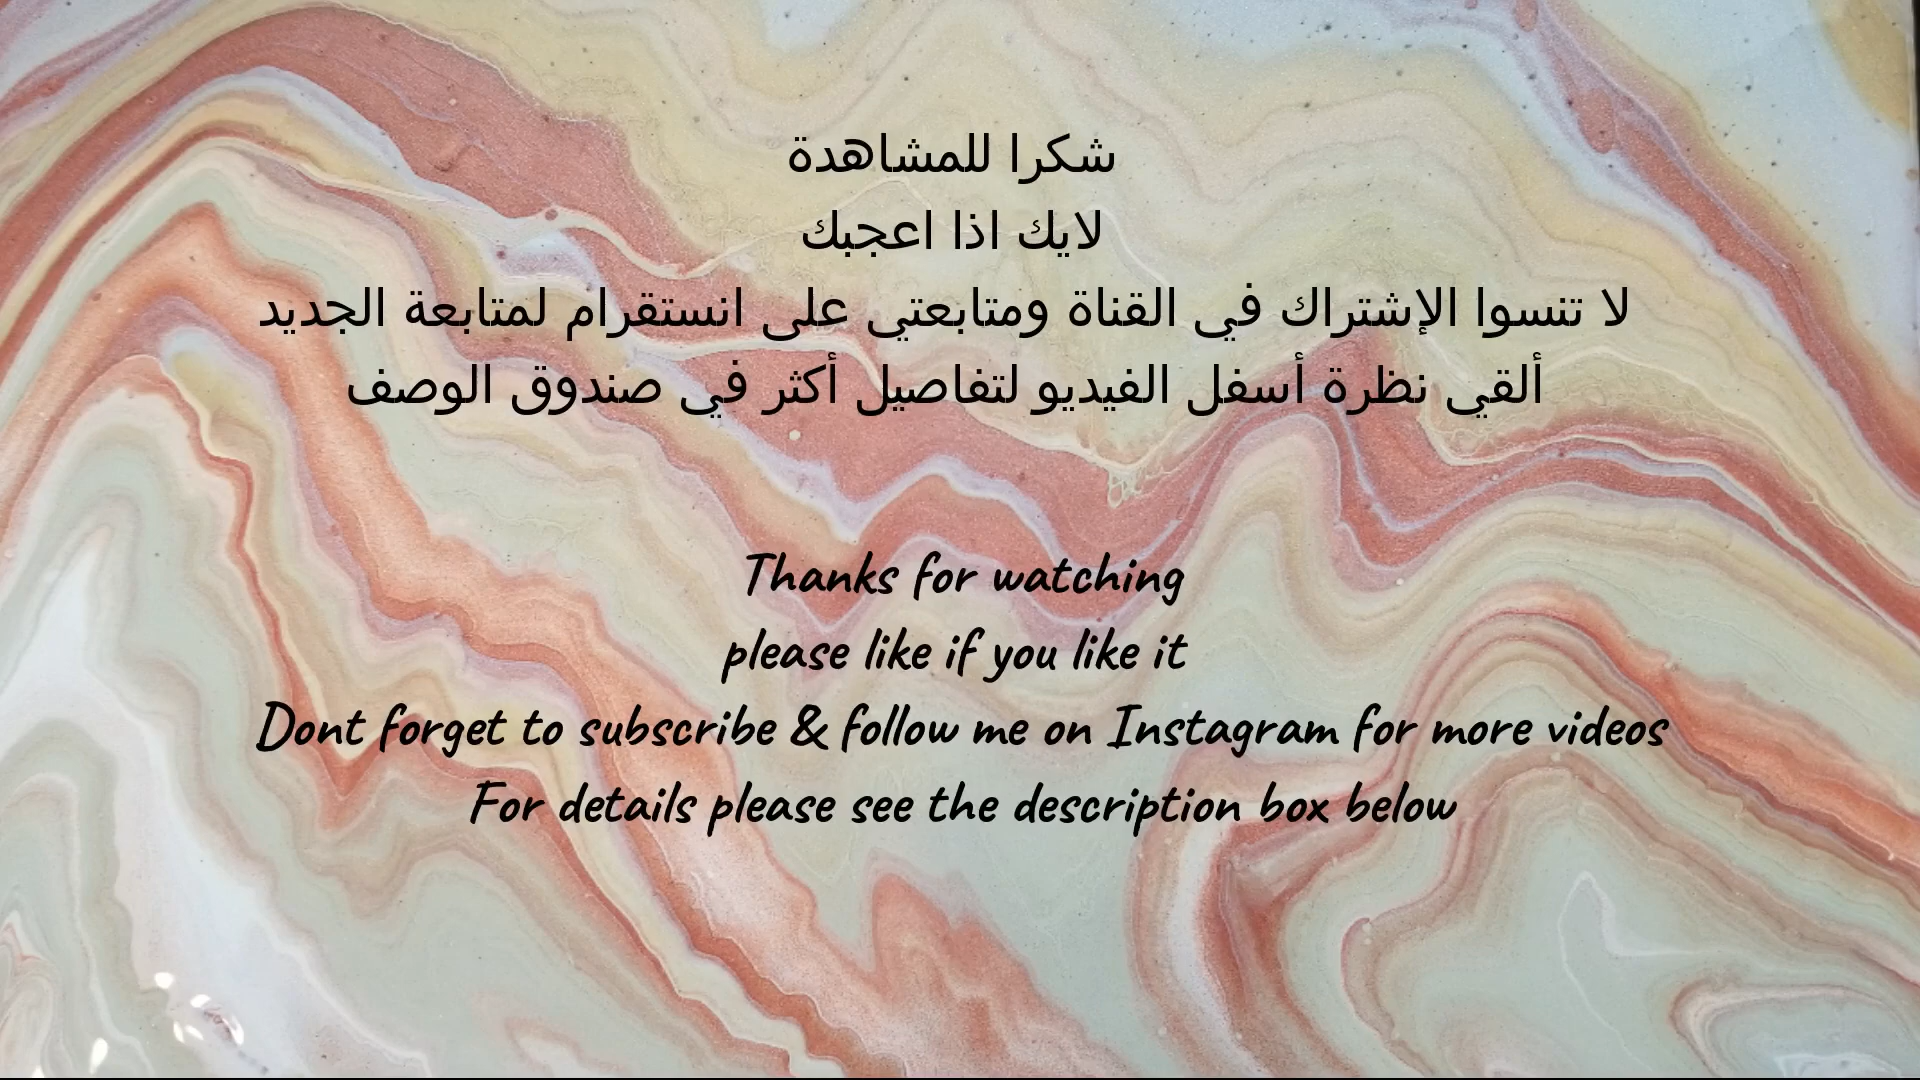 شكرا للمشاهدة
لايك اذا اعجبك
لا تنسوا الإشتراك في القناة ومتابعتي على انستقرام لمتابعة الجديد
ألقي نظرة أسفل الفيديو لتفاصيل أكثر في صندوق الوصف
Thanks for watching
please like if you like it
Dont forget to subscribe & follow me on Instagram for more videos
For details please see the description box below